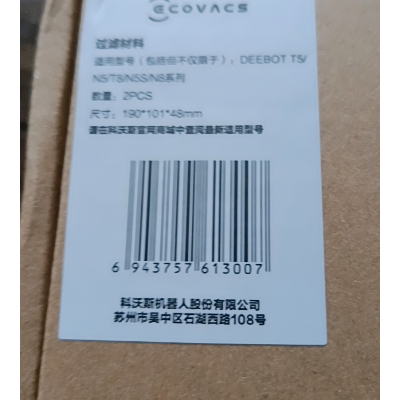 ECOVACS
过滤材料
适用型号（包括但不仅限于）：DEEBOT T5/
N5/T8/N5S/N8系列
数量：2PCS
尺寸：190*101*48mm
请在科沃斯官网商城中查阅最新适用型号
6 943757 613007
科沃斯机器人股份有限公司
苏州市吴中区石湖西路108号